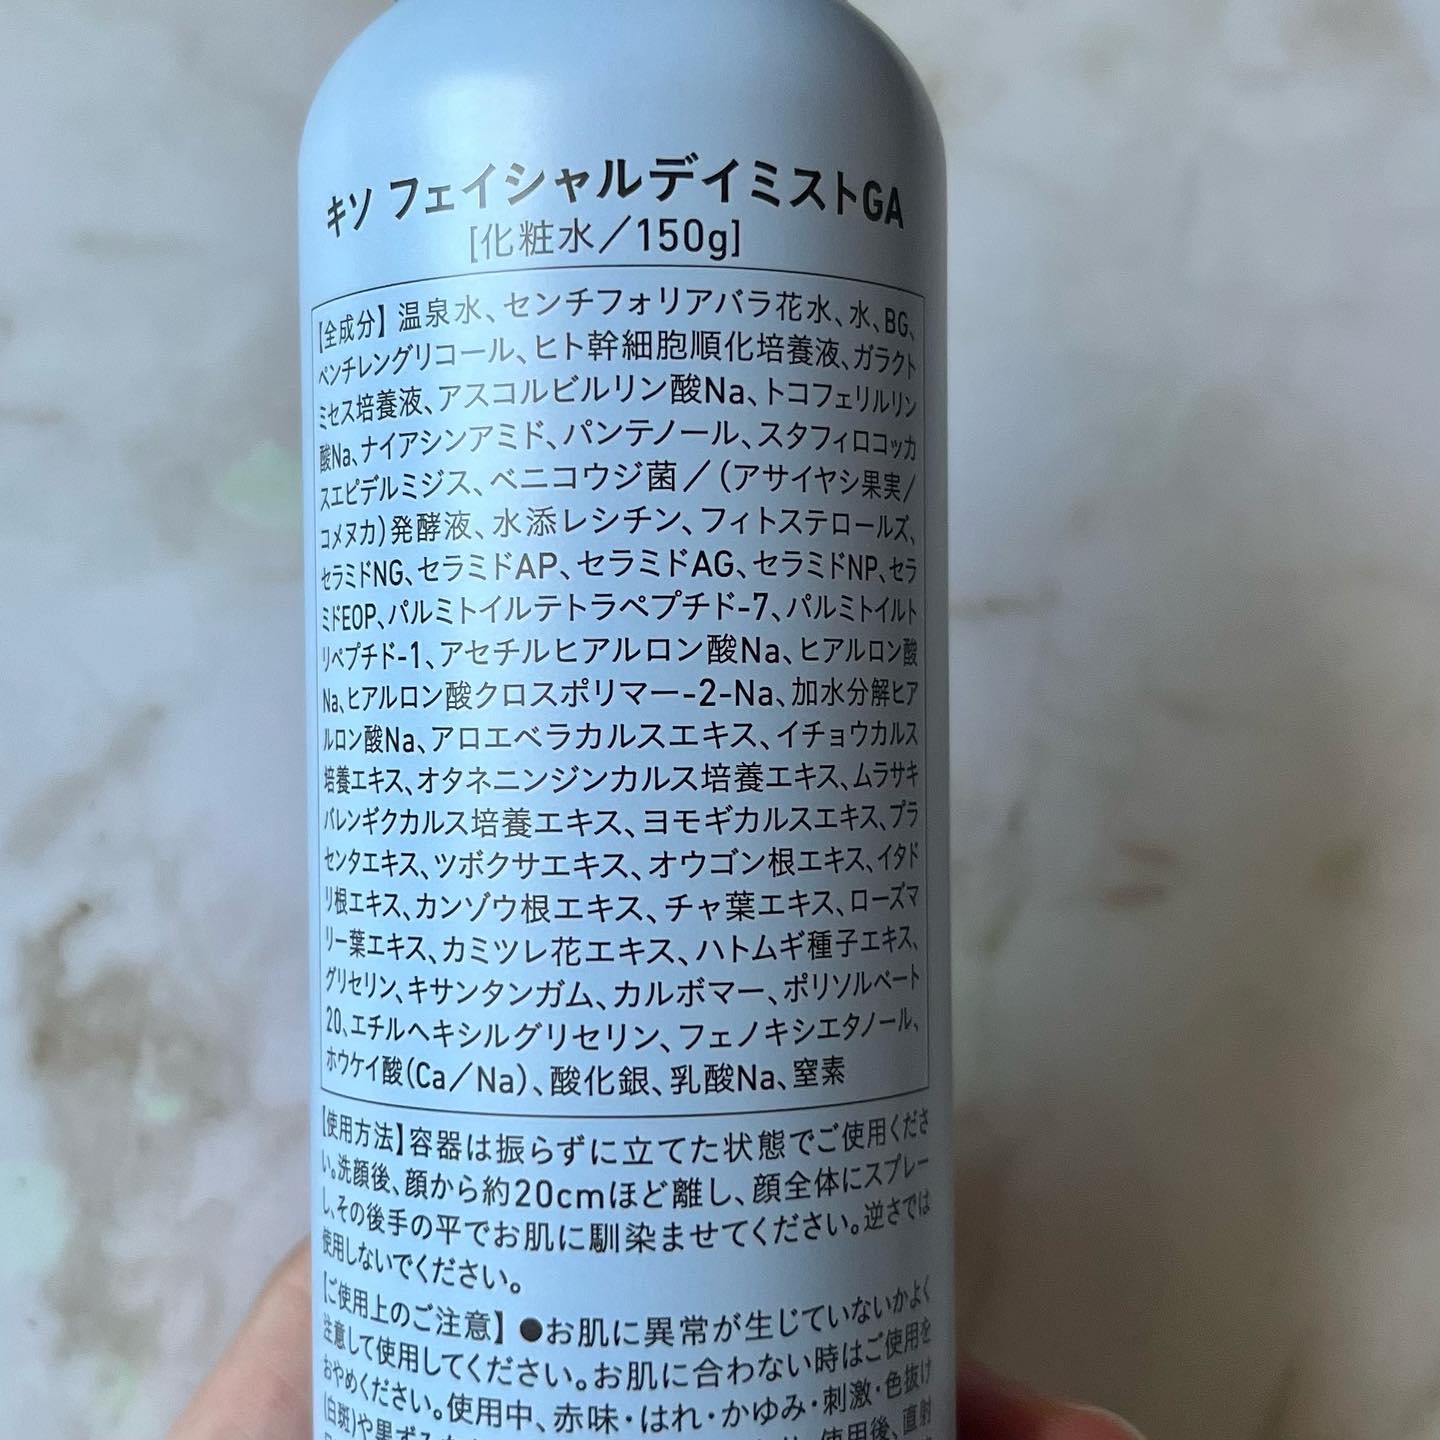 キソ フェイシャルデイミストGA
[化粧水/150g]
【全成分】温泉水、センチフォリアバラ花水、水、BG、
ペンチレングリコール、ヒト幹細胞順化培養液、ガラクト
ミセス培養液、アスコルビルリン酸Na、トコフェリルリン
酸Na、ナイアシンアミド、パンテノール、スタフィロコッカ
スエピデルミジス、ベニコウジ菌/(アサイヤシ果実/
コメヌカ)発酵液、水添レシチン、フィトステロールズ、
セラミドNG、セラミドAP、セラミドAG、セラミドNP、セラ
ミドEOP、パルミトイルテトラペプチド-7、パルミトイルト
リペプチド-1、アセチルヒアルロン酸Na、ヒアルロン酸
Na、ヒアルロン酸クロスポリマー-2-Na、加水分解ヒア
ルロン酸Na、アロエベラカルスエキス、イチョウカルス
培養エキス、オタネニンジンカルス培養エキス、ムラサキ
バレンギクカルス培養エキス、ヨモギカルスエキス、プラ
センタエキス、ツボクサエキス、オウゴン根エキス、イタド
リ根エキス、カンゾウ根エキス、チャ葉エキス、ローズマ
リー葉エキス、カミツレ花エキス、ハトムギ種子エキス、
グリセリン、キサンタンガム、カルボマー、ポリソルベート
20、エチルヘキシルグリセリン、フェノキシエタノール、
ホウケイ酸(Ca/Na)、酸化銀、乳酸Na、窒素
【使用方法】容器は振らずに立てた状態でご使用くださ
い。洗顔後、顔から約20cmほど離し、顔全体にスプレー
し、その後手の平でお肌に馴染ませてください。逆さでは
使用しないでください。
【ご使用上のご注意】●お肌に異常が生じていないかよく
注意して使用してください。お肌に合わない時はご使用を
おやめください。使用中、赤味・はれ・かゆみ・刺激・色抜け
(白斑)や黒ずみ 使用後、直射